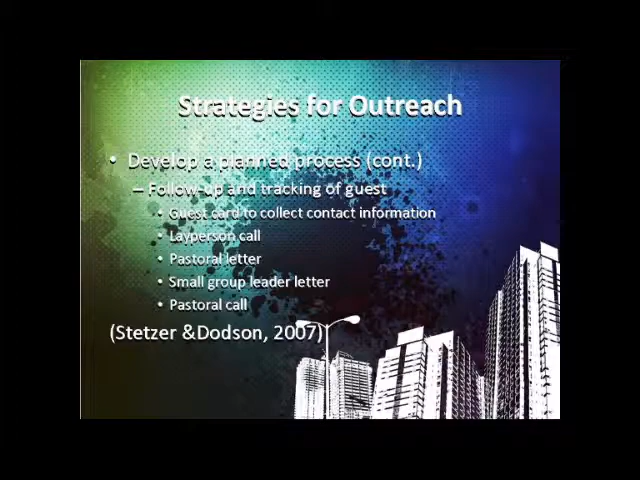 Strategies for Outreach
• Develop a planned process (cont.)
– Follow-up and tracking of guest
• Guest card to collect contact information
• Layperson call
• Pastoral letter
• Small group leader letter
• Pastoral call
(Stetzer &Dodson, 2007)